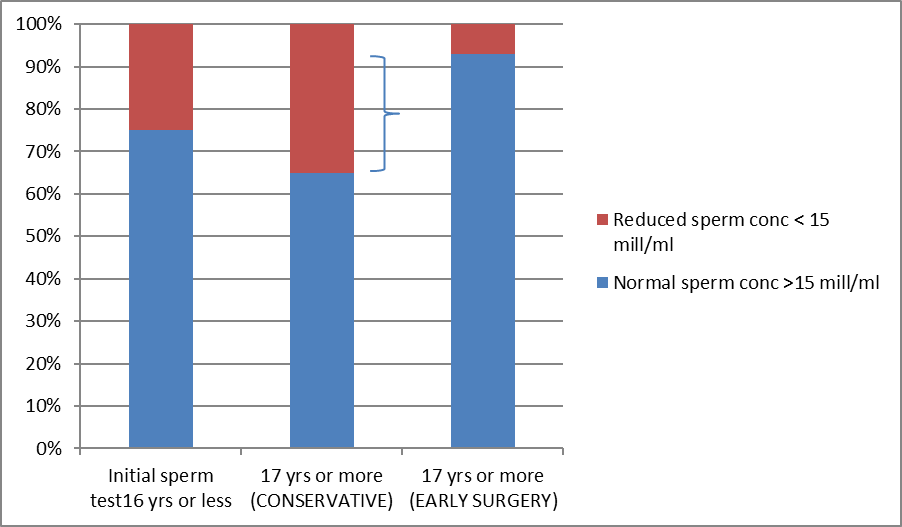 100%
90%
80%
70%
60%
50%
40%
30%
20%
10%
0%
Initial sperm
test16 yrs or less
17 yrs or more
(CONSERVATIVE)
17 yrs or more
(EARLY SURGERY)
Reduced sperm conc < 15
mill/ml
Normal sperm conc >15 mill/ml